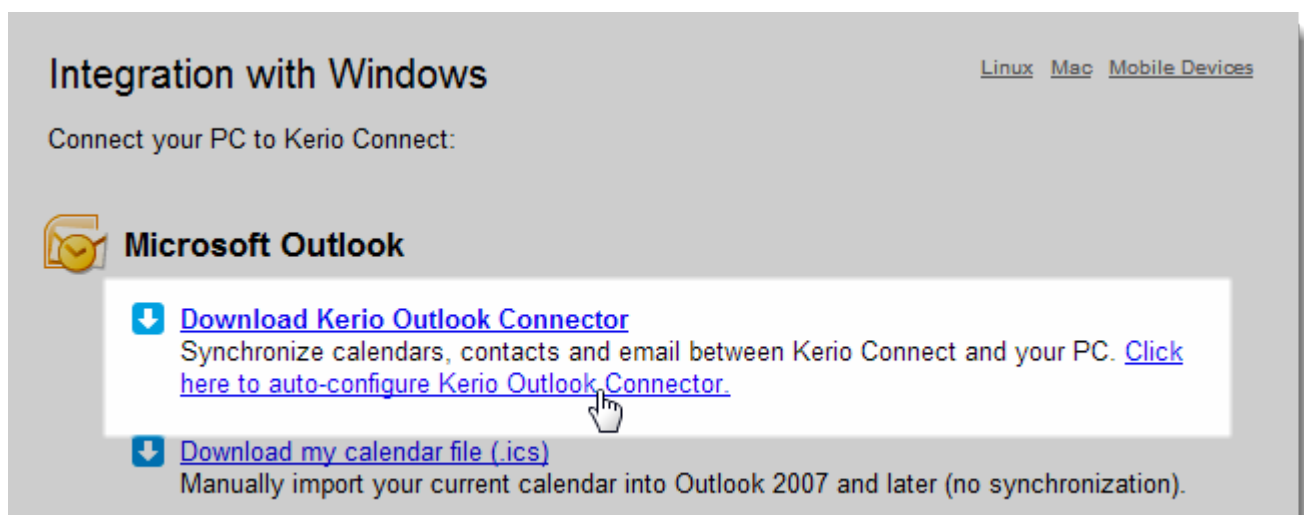 Integration with Windows
Linux Mac Mobile Devices
Connect your PC to Kerio Connect:
Microsoft Outlook
Download Kerio Outlook Connector
Synchronize calendars, contacts and email between Kerio Connect and your PC. Click
here to auto-configure Kerio Outlook Connector.
Download my calendar file (.ics)
Manually import your current calendar into Outlook 2007 and later (no synchronization).